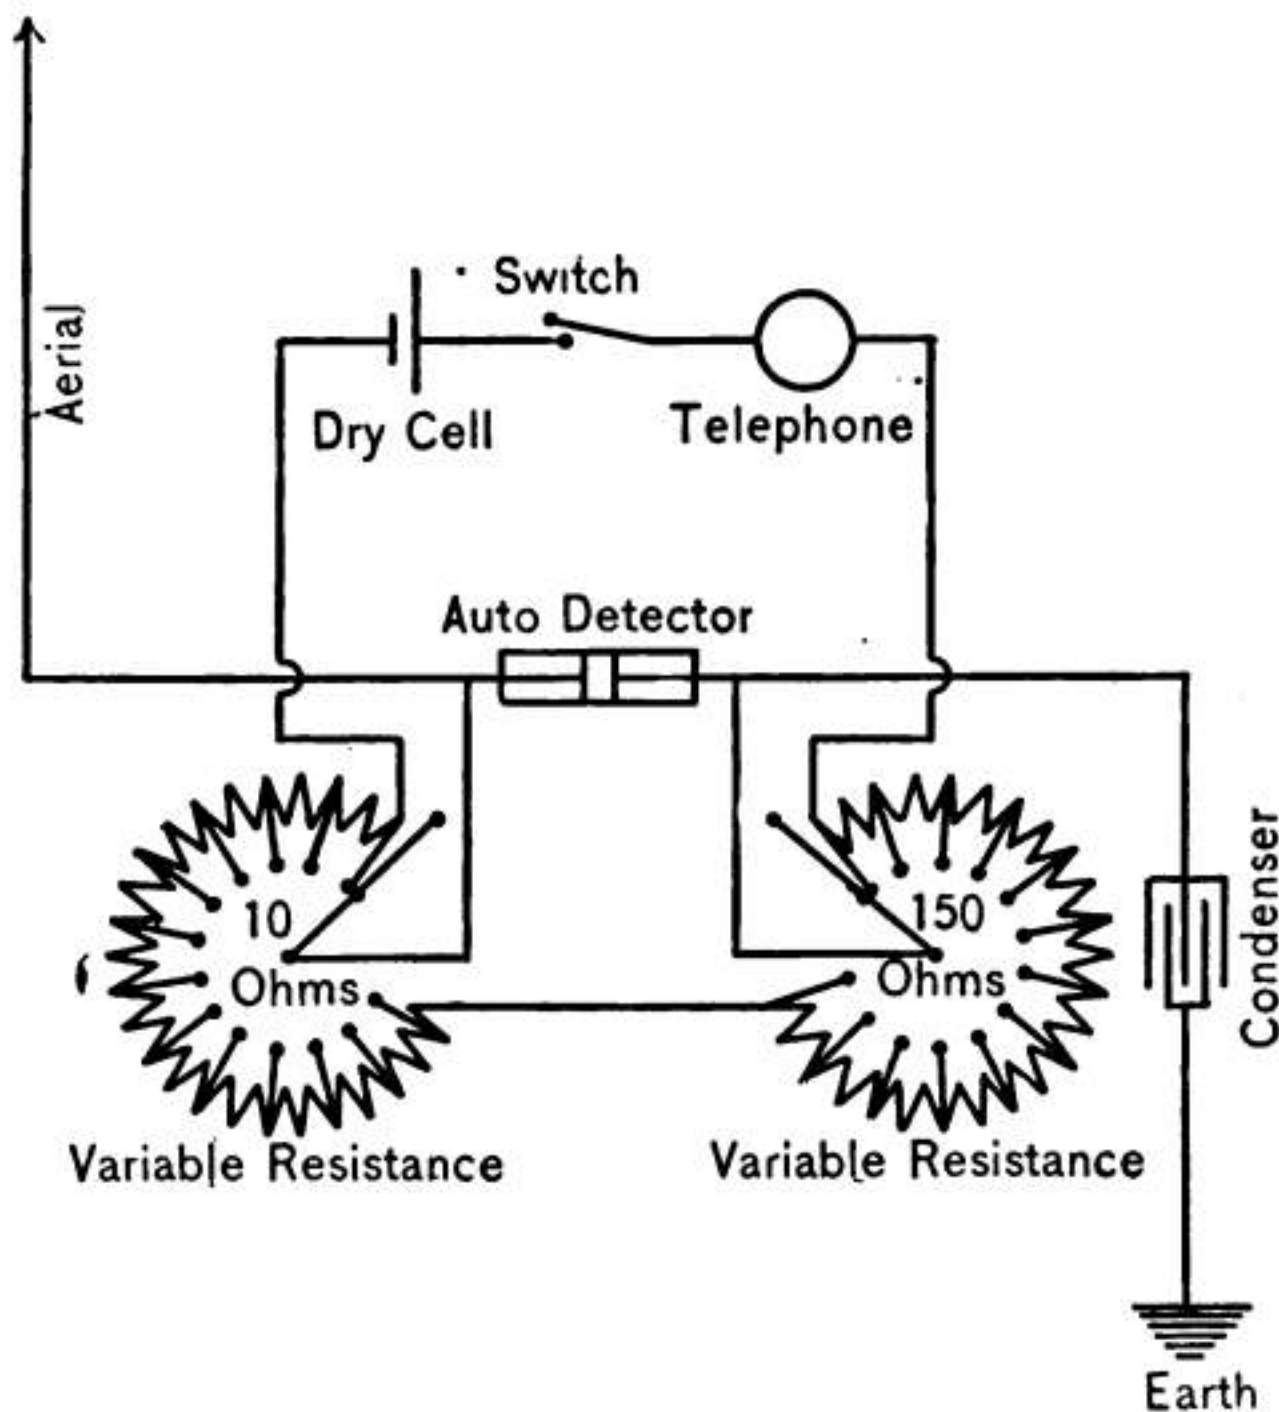 Aerial
Switch
Dry Cell
Telephone
Auto Detector
10
Ohms
150
Ohms
Condenser
Variable Resistance
Variable Resistance
Earth